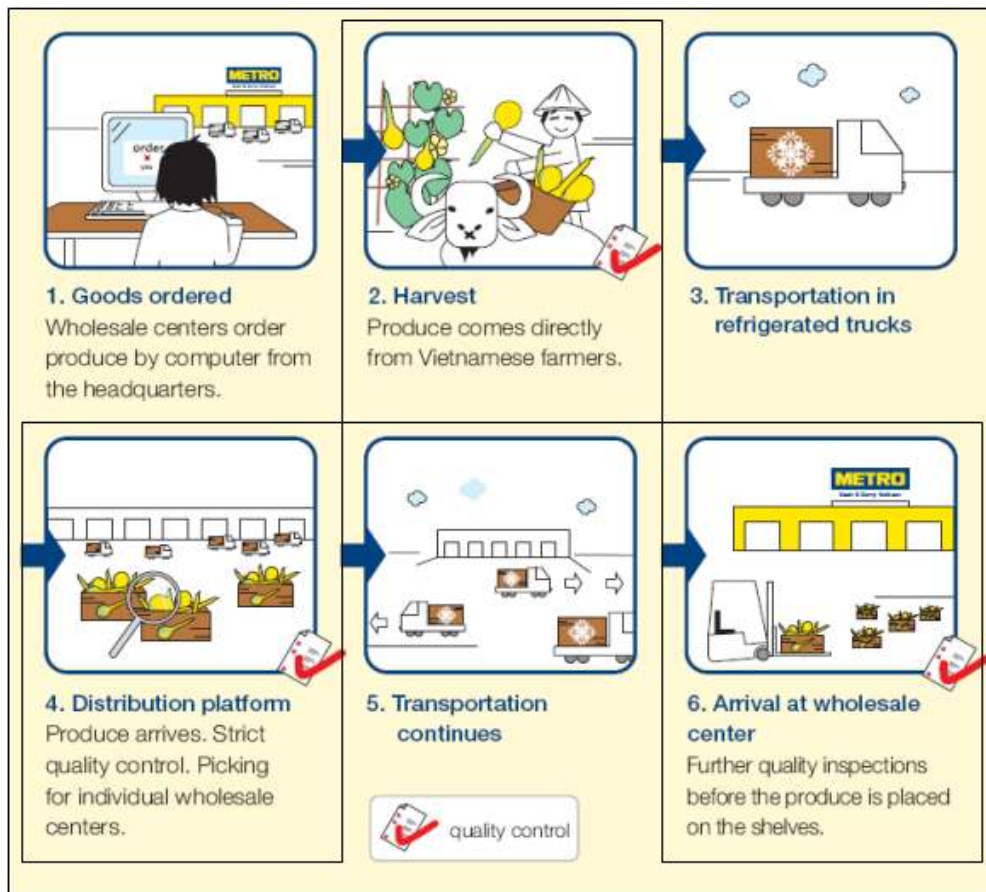 METRO
order
1. Goods ordered
Wholesale centers order
produce by computer from
the headquarters.
2. Harvest
Produce comes directly
from Vietnamese farmers.
3. Transportation in
refrigerated trucks
4. Distribution platform
Produce arrives. Strict
quality control. Picking
for individual wholesale
centers.
5. Transportation
continues
quality control
METRO
6. Arrival at wholesale
center
Further quality inspections
before the produce is placed
on the shelves.